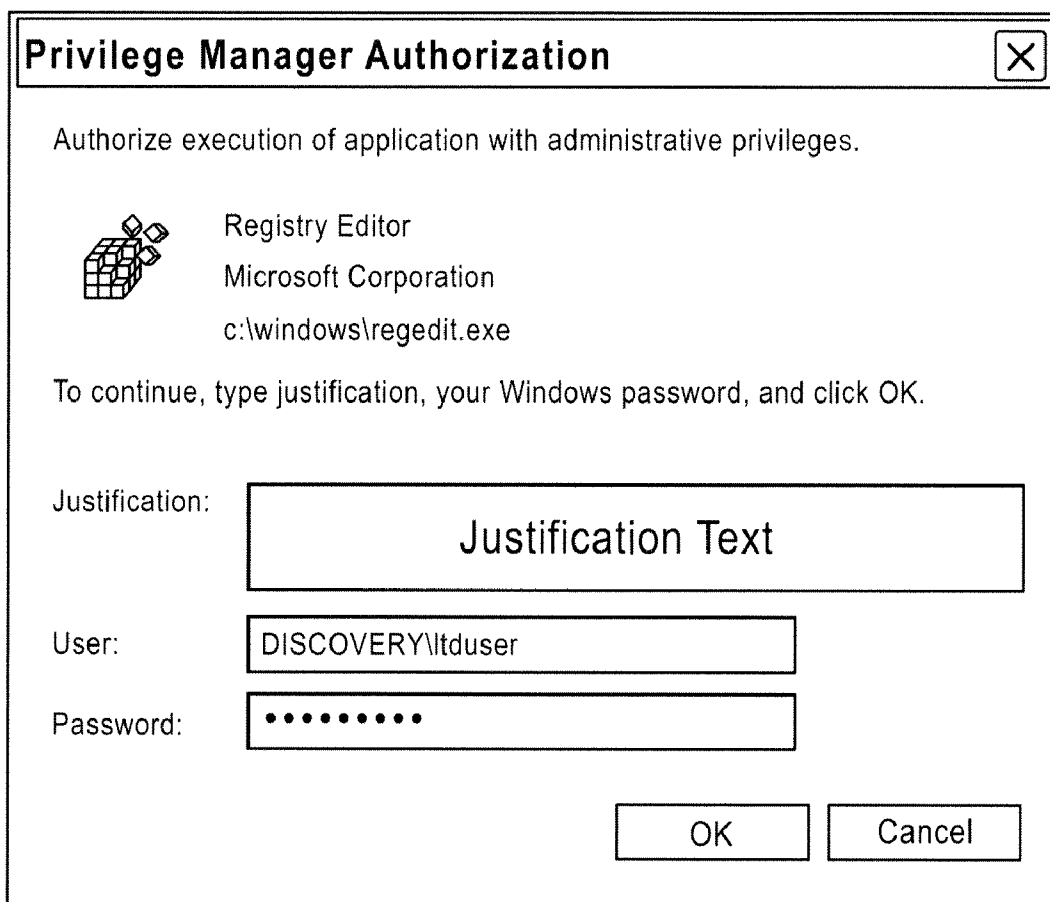 Privilege Manager Authorization
Authorize execution of application with administrative privileges.
Registry Editor
Microsoft Corporation
c:\windows\regedit.exe
To continue, type justification, your Windows password, and click OK.
Justification:
Justification Text
User:
DISCOVERY\ltduser
Password:
•••••••••
OK
Cancel